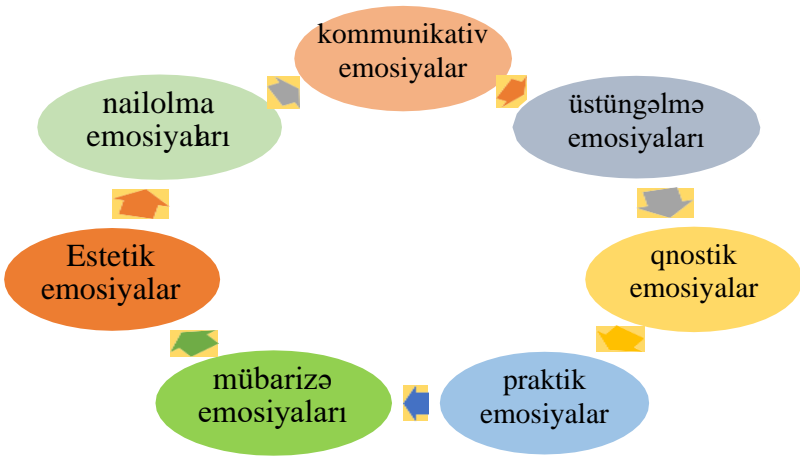 kommunikativ
emosiyalar
üstüngəlmə
emosiyaları
qnostik
emosiyalar
praktik
emosiyalar
mübarizə
emosiyaları
Estetik
emosiyalar
nailolma
emosiyaları